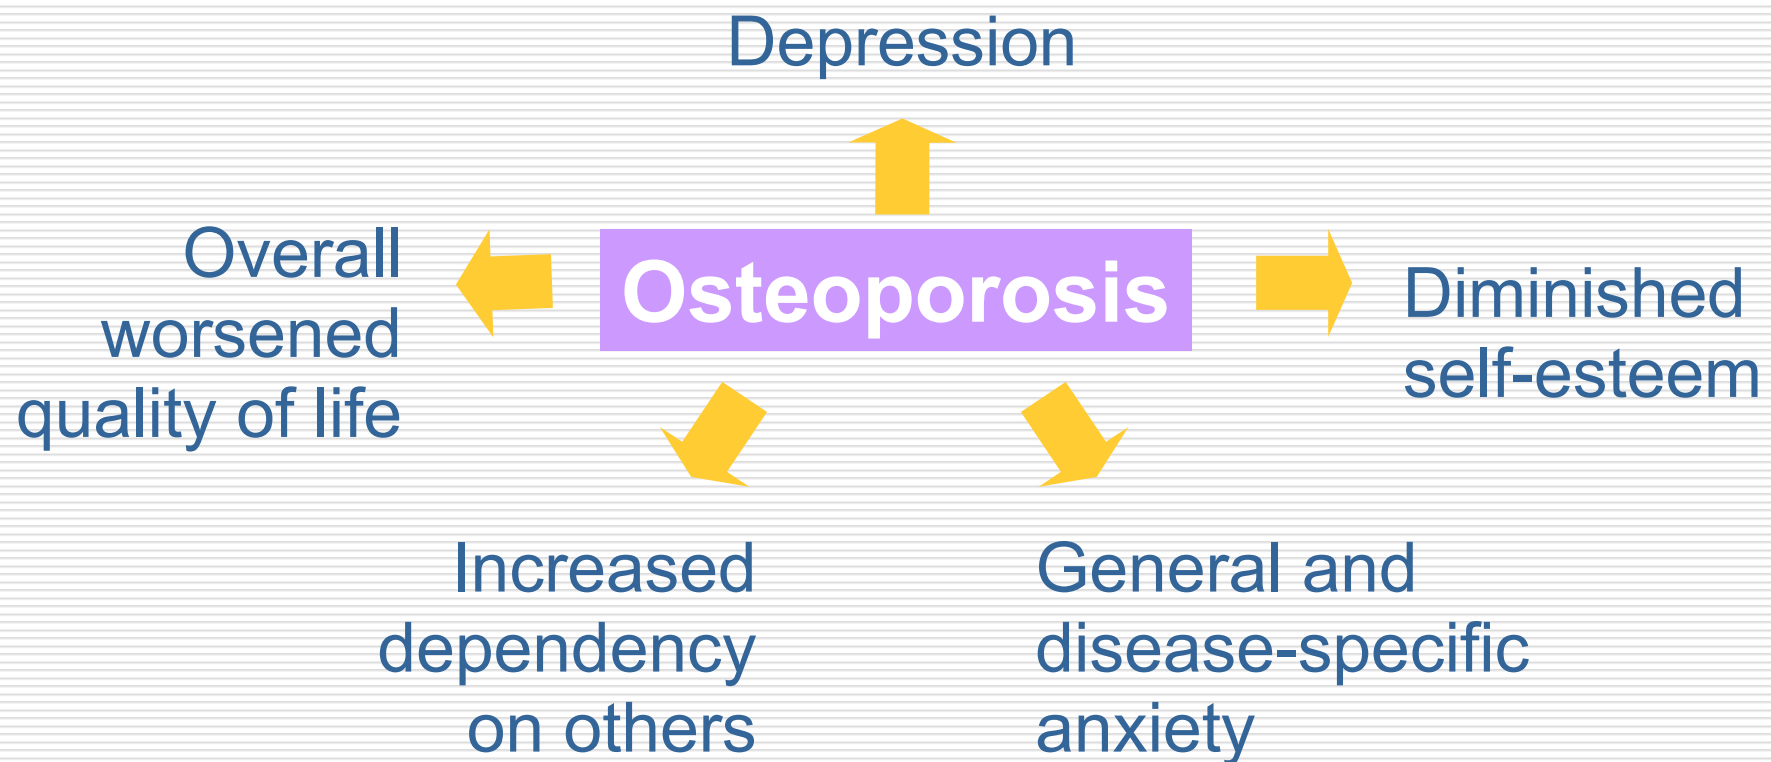 Depression
Overall
worsened
quality of life
Osteoporosis
Diminished
self-esteem
Increased
dependency
on others
General and
disease-specific
anxiety